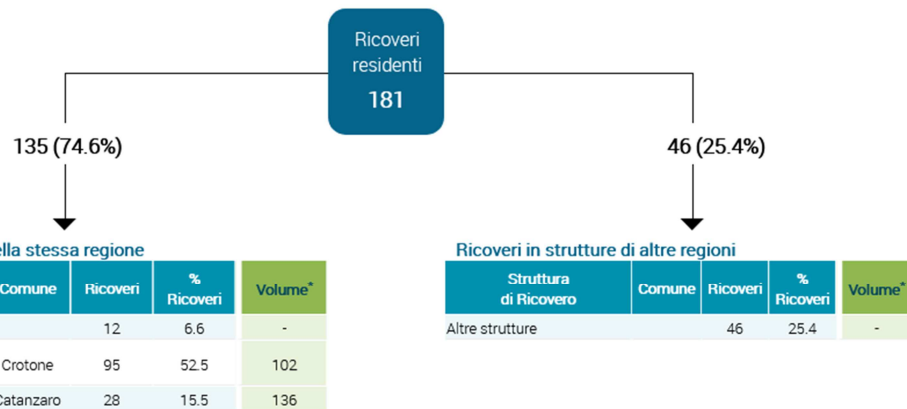 Ricoveri
residenti
181
135 (74.6%)
46 (25.4%)
stessa regione
Comune Ricoveri % Ricoveri Volume*
12 6.6 -
Crotone 95 52.5 102
Catanzaro 28 15.5 136
Ricoveri in strutture di altre regioni
Struttura di Ricovero Comune Ricoveri % Ricoveri Volume*
Altre strutture 46 25.4 -